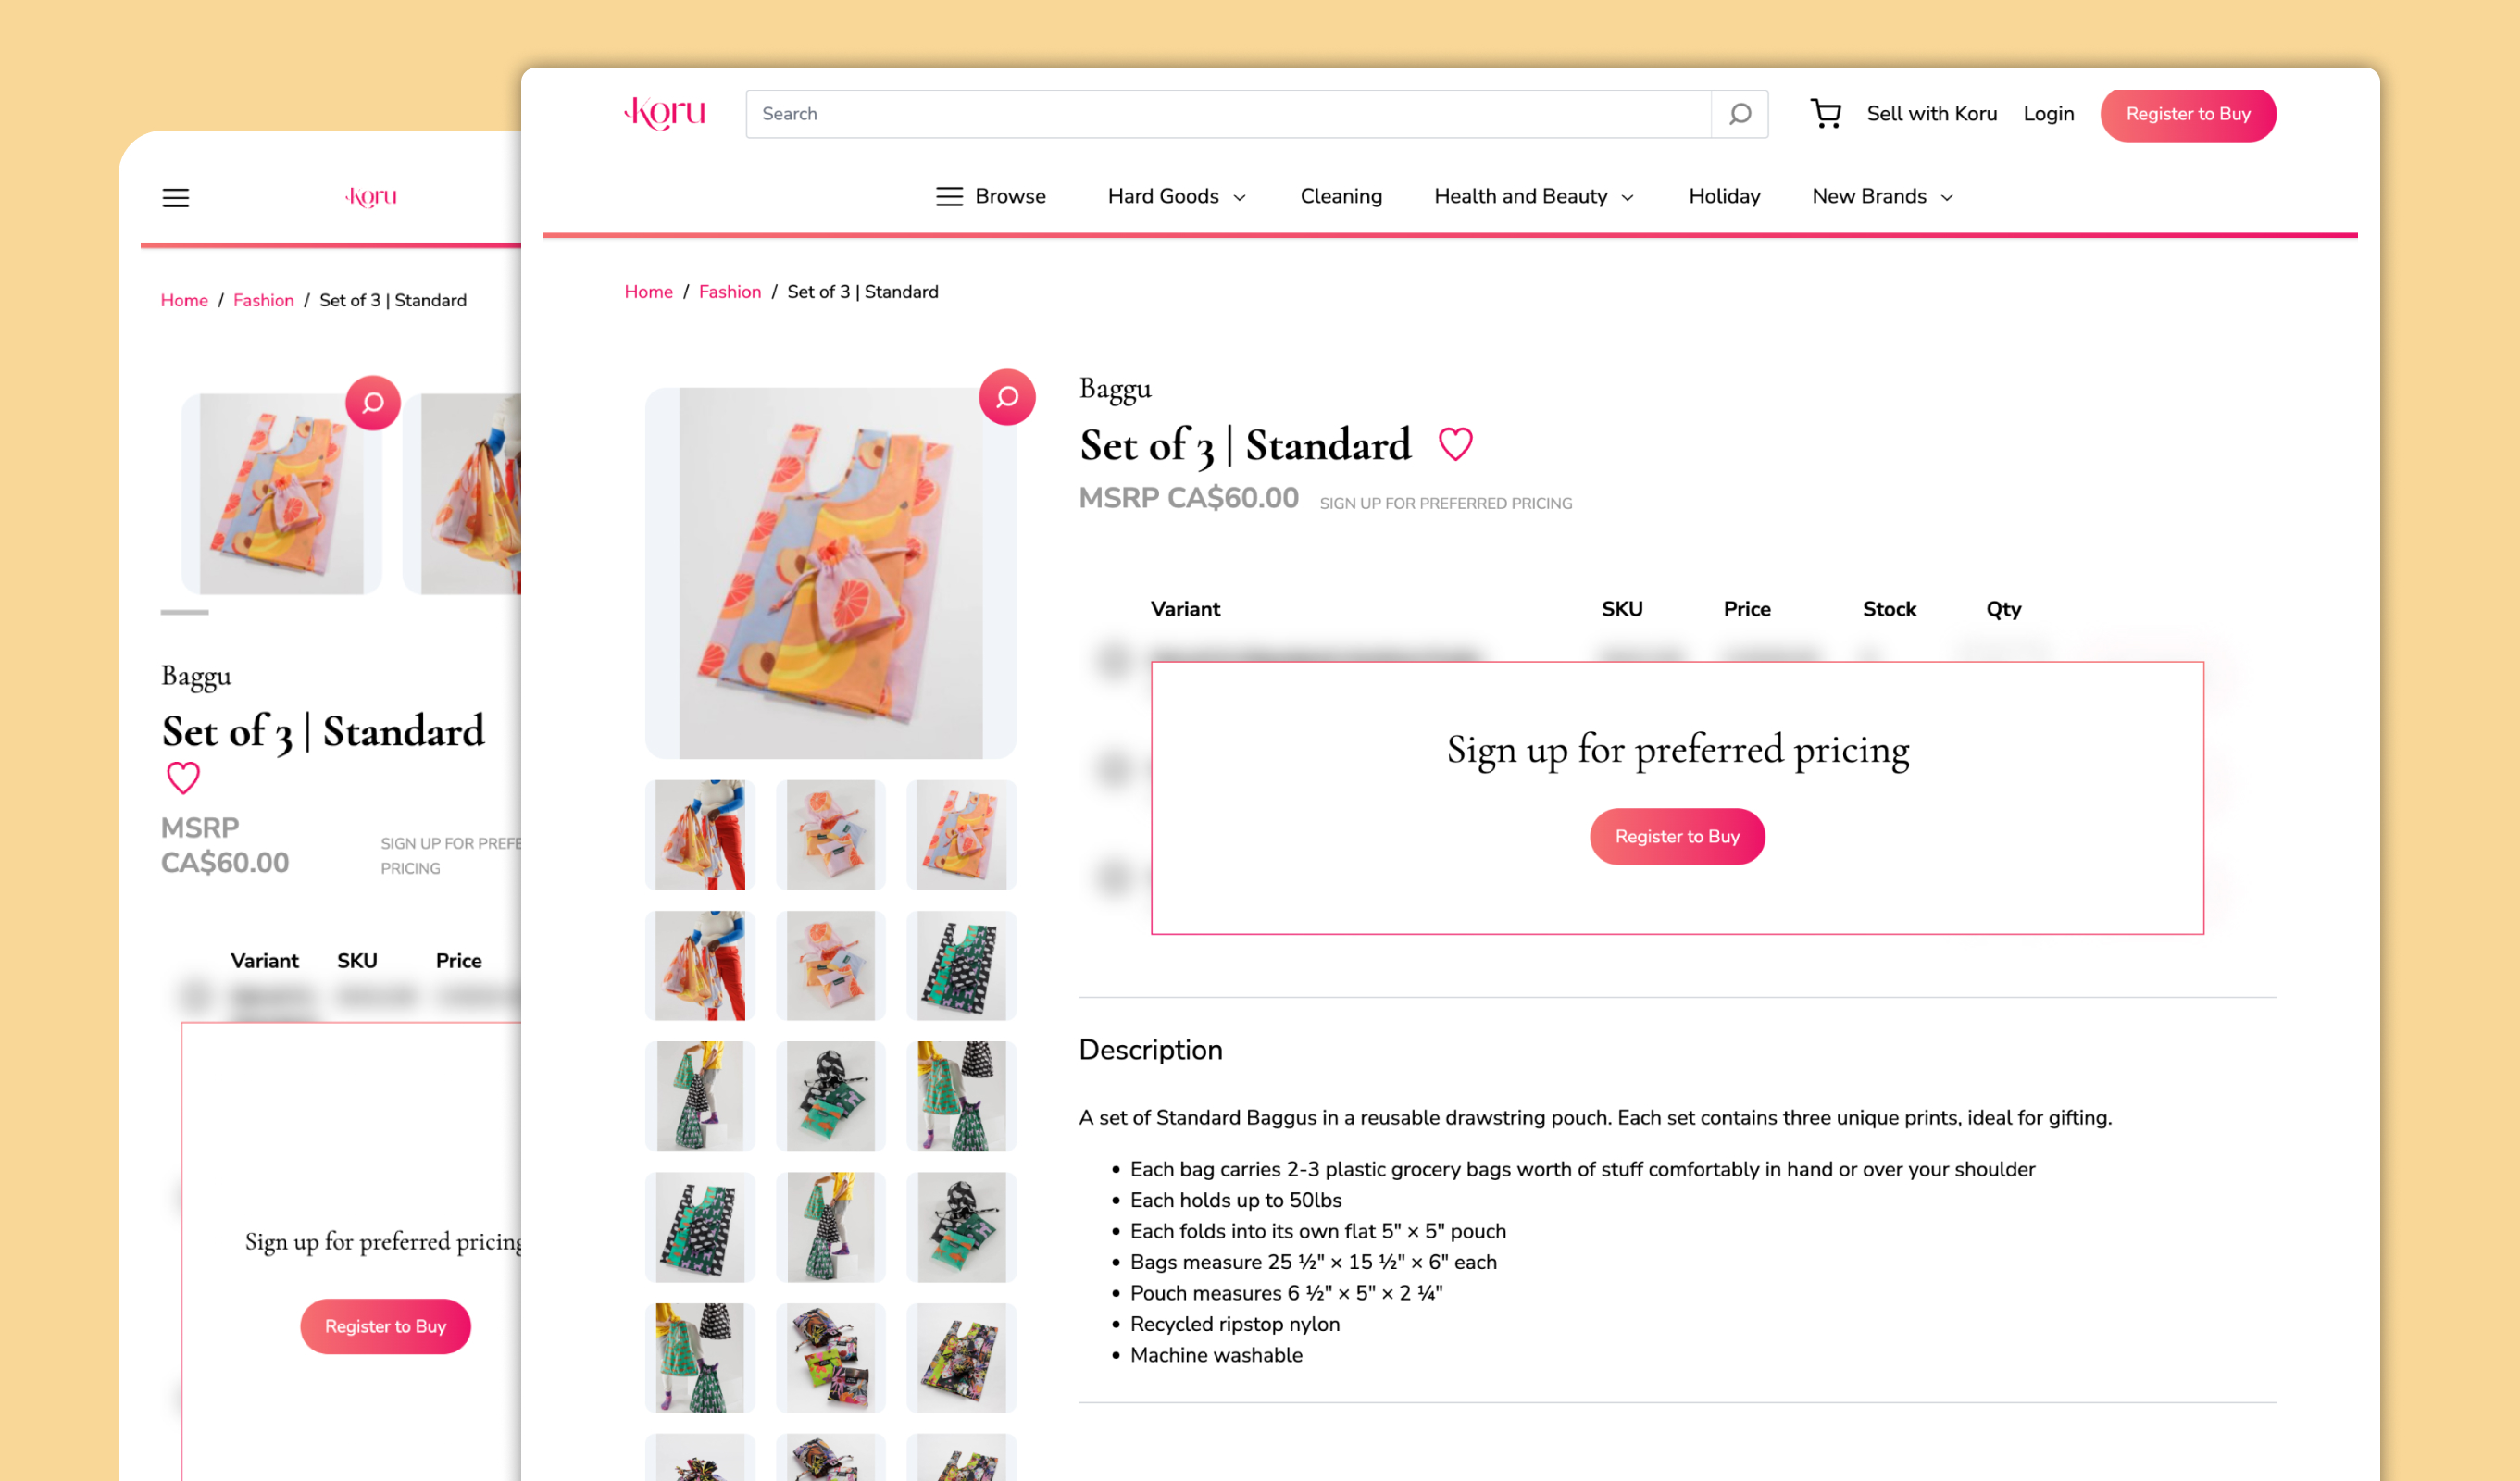 Koru
Home / Fashion / Set of 3 | Standard
Baggu
Set of 3 | Standard
MSRP
CA$60.00
SIGN UP FOR PREFE
PRICING
Variant SKU Price
Sign up for preferred pricing
Register to Buy
Koru
Search
Sell with Koru Login Register to Buy
Browse Hard Goods Cleaning Health and Beauty Holiday New Brands
Home / Fashion / Set of 3 | Standard
Baggu
Set of 3 | Standard
MSRP CA$60.00 SIGN UP FOR PREFERRED PRICING
Variant SKU Price Stock Qty
Sign up for preferred pricing
Register to Buy
Description
A set of Standard Baggus in a reusable drawstring pouch. Each set contains three unique prints, ideal for gifting.
• Each bag carries 2-3 plastic grocery bags worth of stuff comfortably in hand or over your shoulder
• Each holds up to 50lbs
• Each folds into its own flat 5" × 5" pouch
• Bags measure 25 ½" × 15 ½" × 6" each
• Pouch measures 6 ½" × 5" × 2 ¼"
• Recycled ripstop nylon
• Machine washable